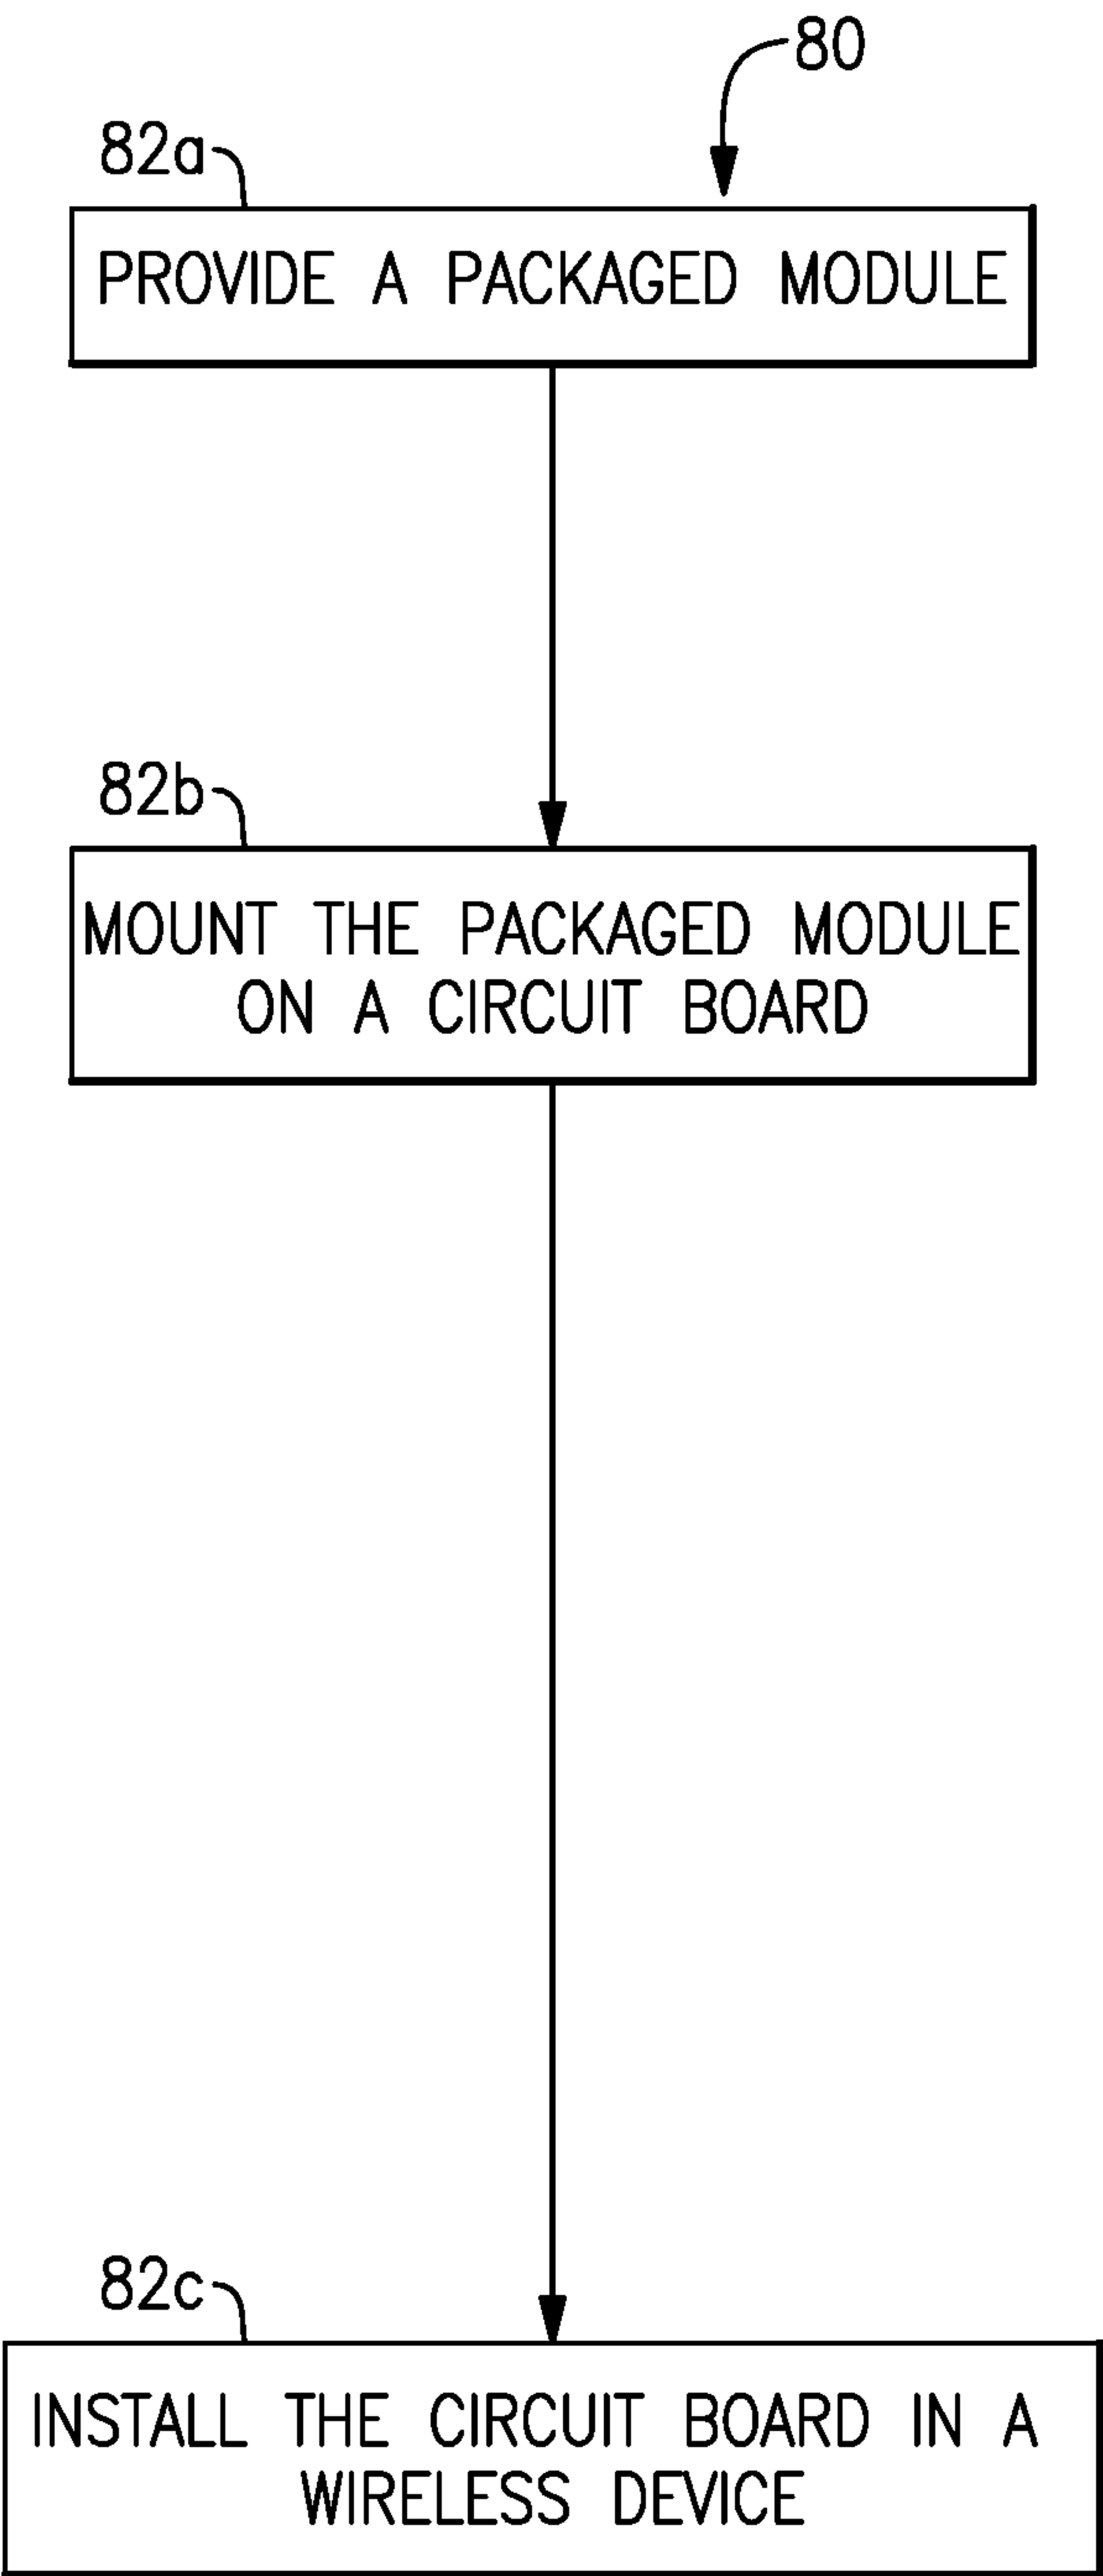 80
82a
PROVIDE A PACKAGED MODULE
82b
MOUNT THE PACKAGED MODULE
ON A CIRCUIT BOARD
82c
INSTALL THE CIRCUIT BOARD IN A
WIRELESS DEVICE